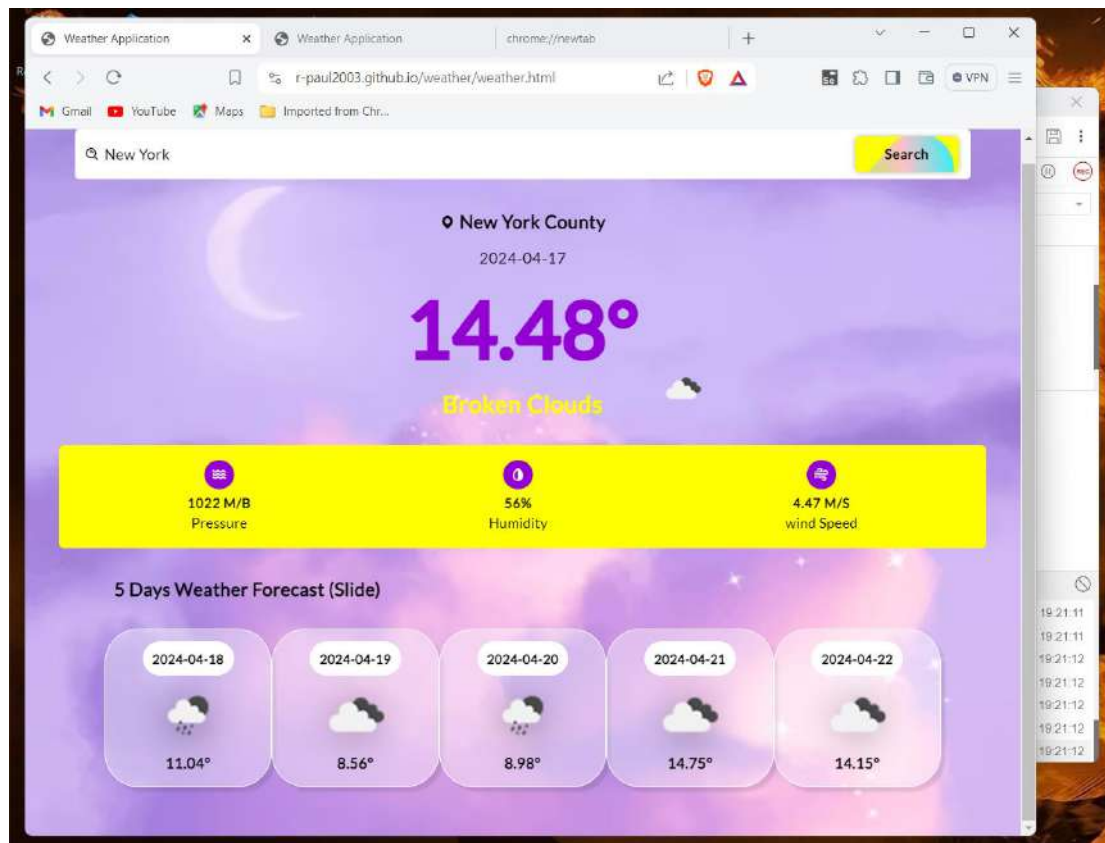 Weather Application
Weather Application
chrome://newtab
r-paul2003.github.io/weather/weather.html
VPN
Gmail
YouTube
Maps
Imported from Chr...
New York
Search
New York County
2024-04-17
14.48°
Broken Clouds
1022 M/B
56%
4.47 M/S
Pressure
Humidity
wind Speed
5 Days Weather Forecast (Slide)
2024-04-18
2024-04-19
2024-04-20
2024-04-21
2024-04-22
11.04°
8.56°
8.98°
14.75°
14.15°
Se
REC
19:21:11
19:21:11
19:21:12
19:21:12
19:21:12
19:21:12
19:21:12